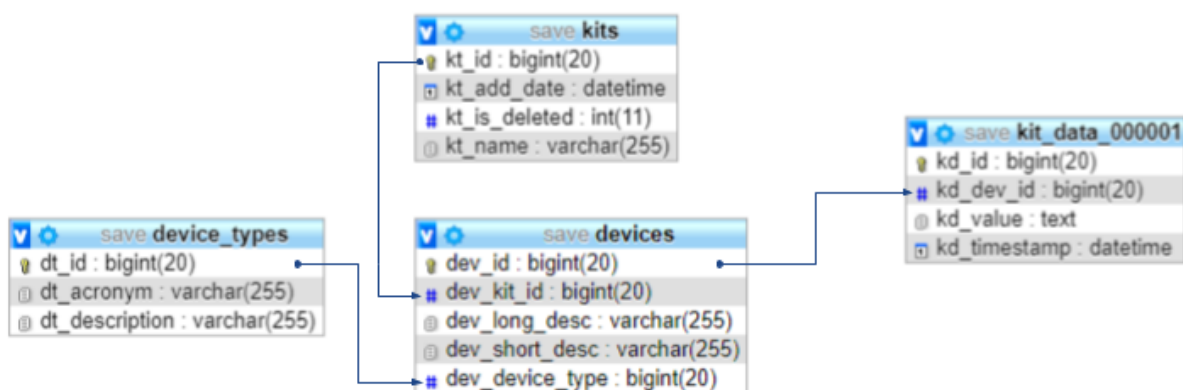 save kits
kt_id : bigint(20)
kt_add_date : datetime
kt_is_deleted : int(11)
kt_name : varchar(255)
save kit_data_000001
kd_id : bigint(20)
kd_dev_id : bigint(20)
kd_value : text
kd_timestamp : datetime
save device_types
dt_id : bigint(20)
dt_acronym : varchar(255)
dt_description : varchar(255)
save devices
dev_id : bigint(20)
dev_kit_id : bigint(20)
dev_long_desc : varchar(255)
dev_short_desc : varchar(255)
dev_device_type : bigint(20)